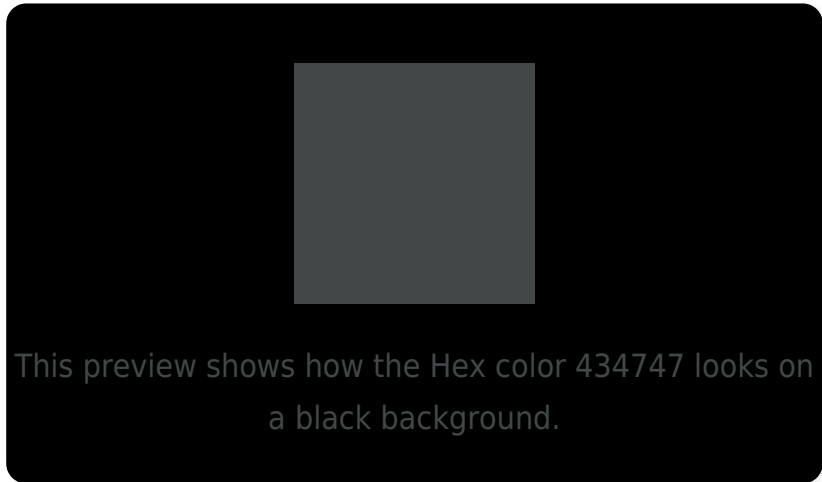 This preview shows how the Hex color 434747 looks on
a black background.